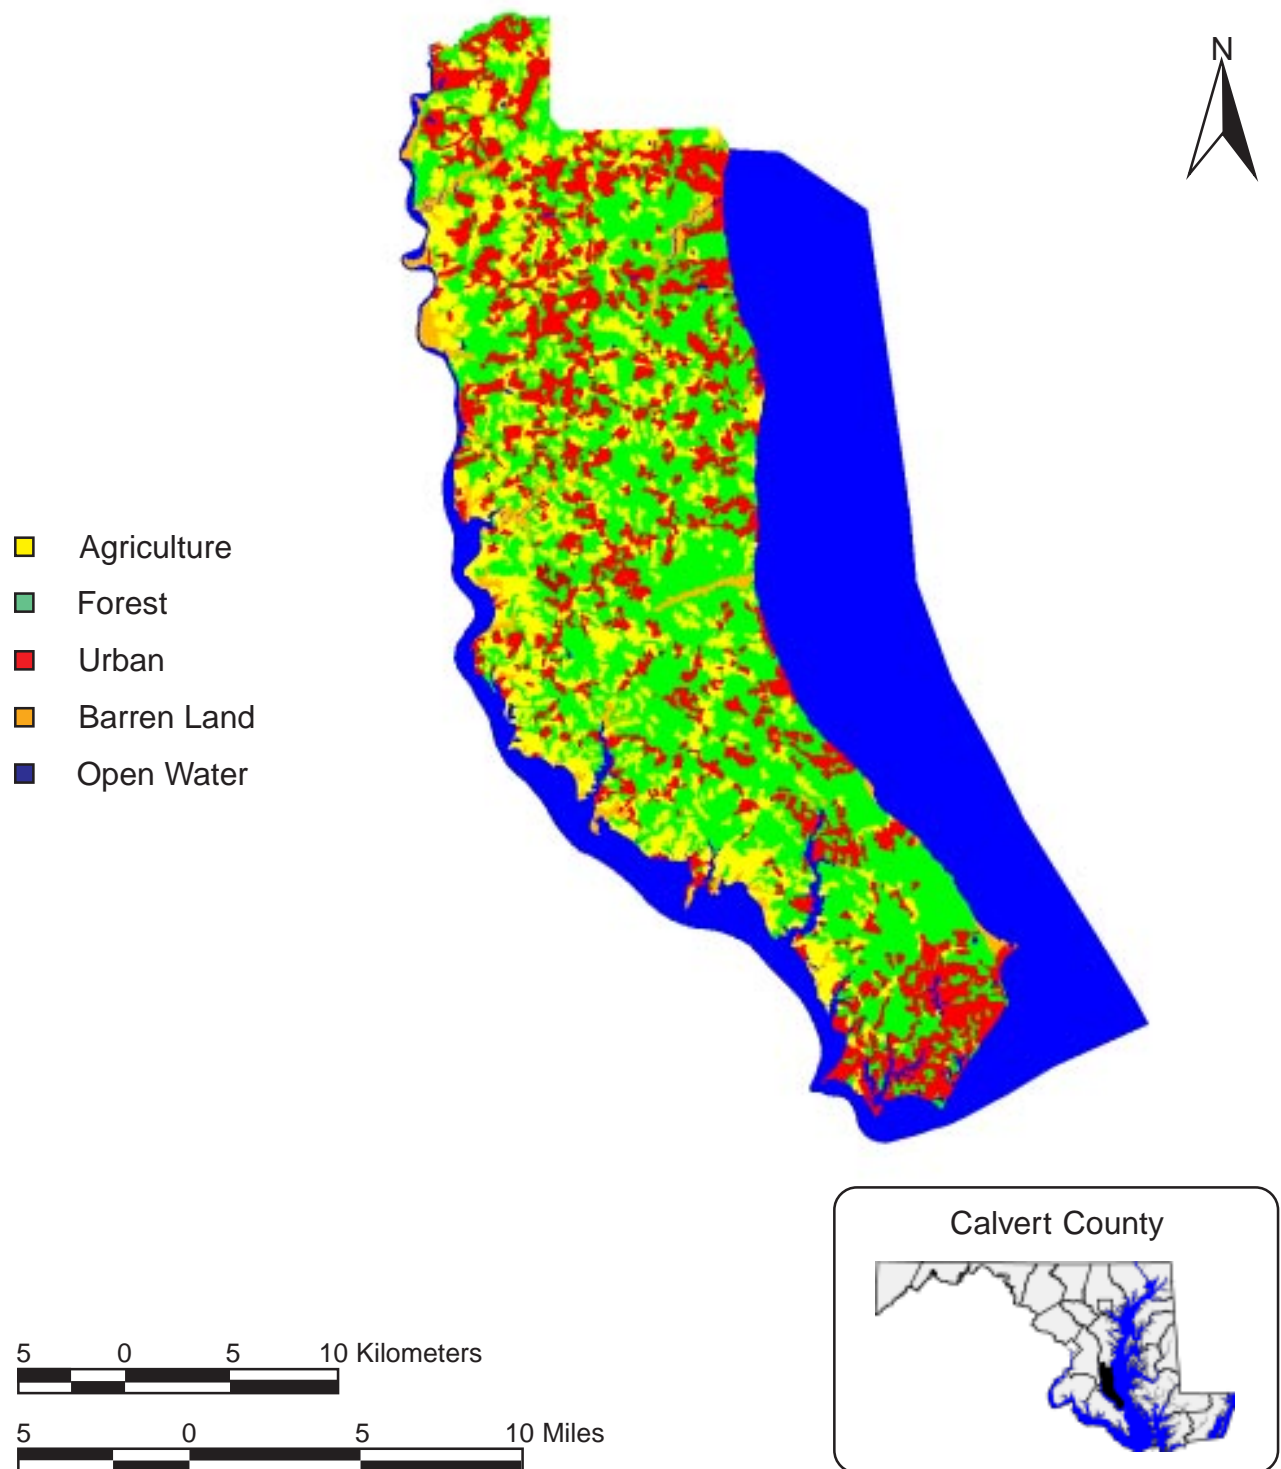 N
Agriculture
Forest
Urban
Barren Land
Open Water
Calvert County
5 0 5 10 Kilometers
5 0 5 10 Miles